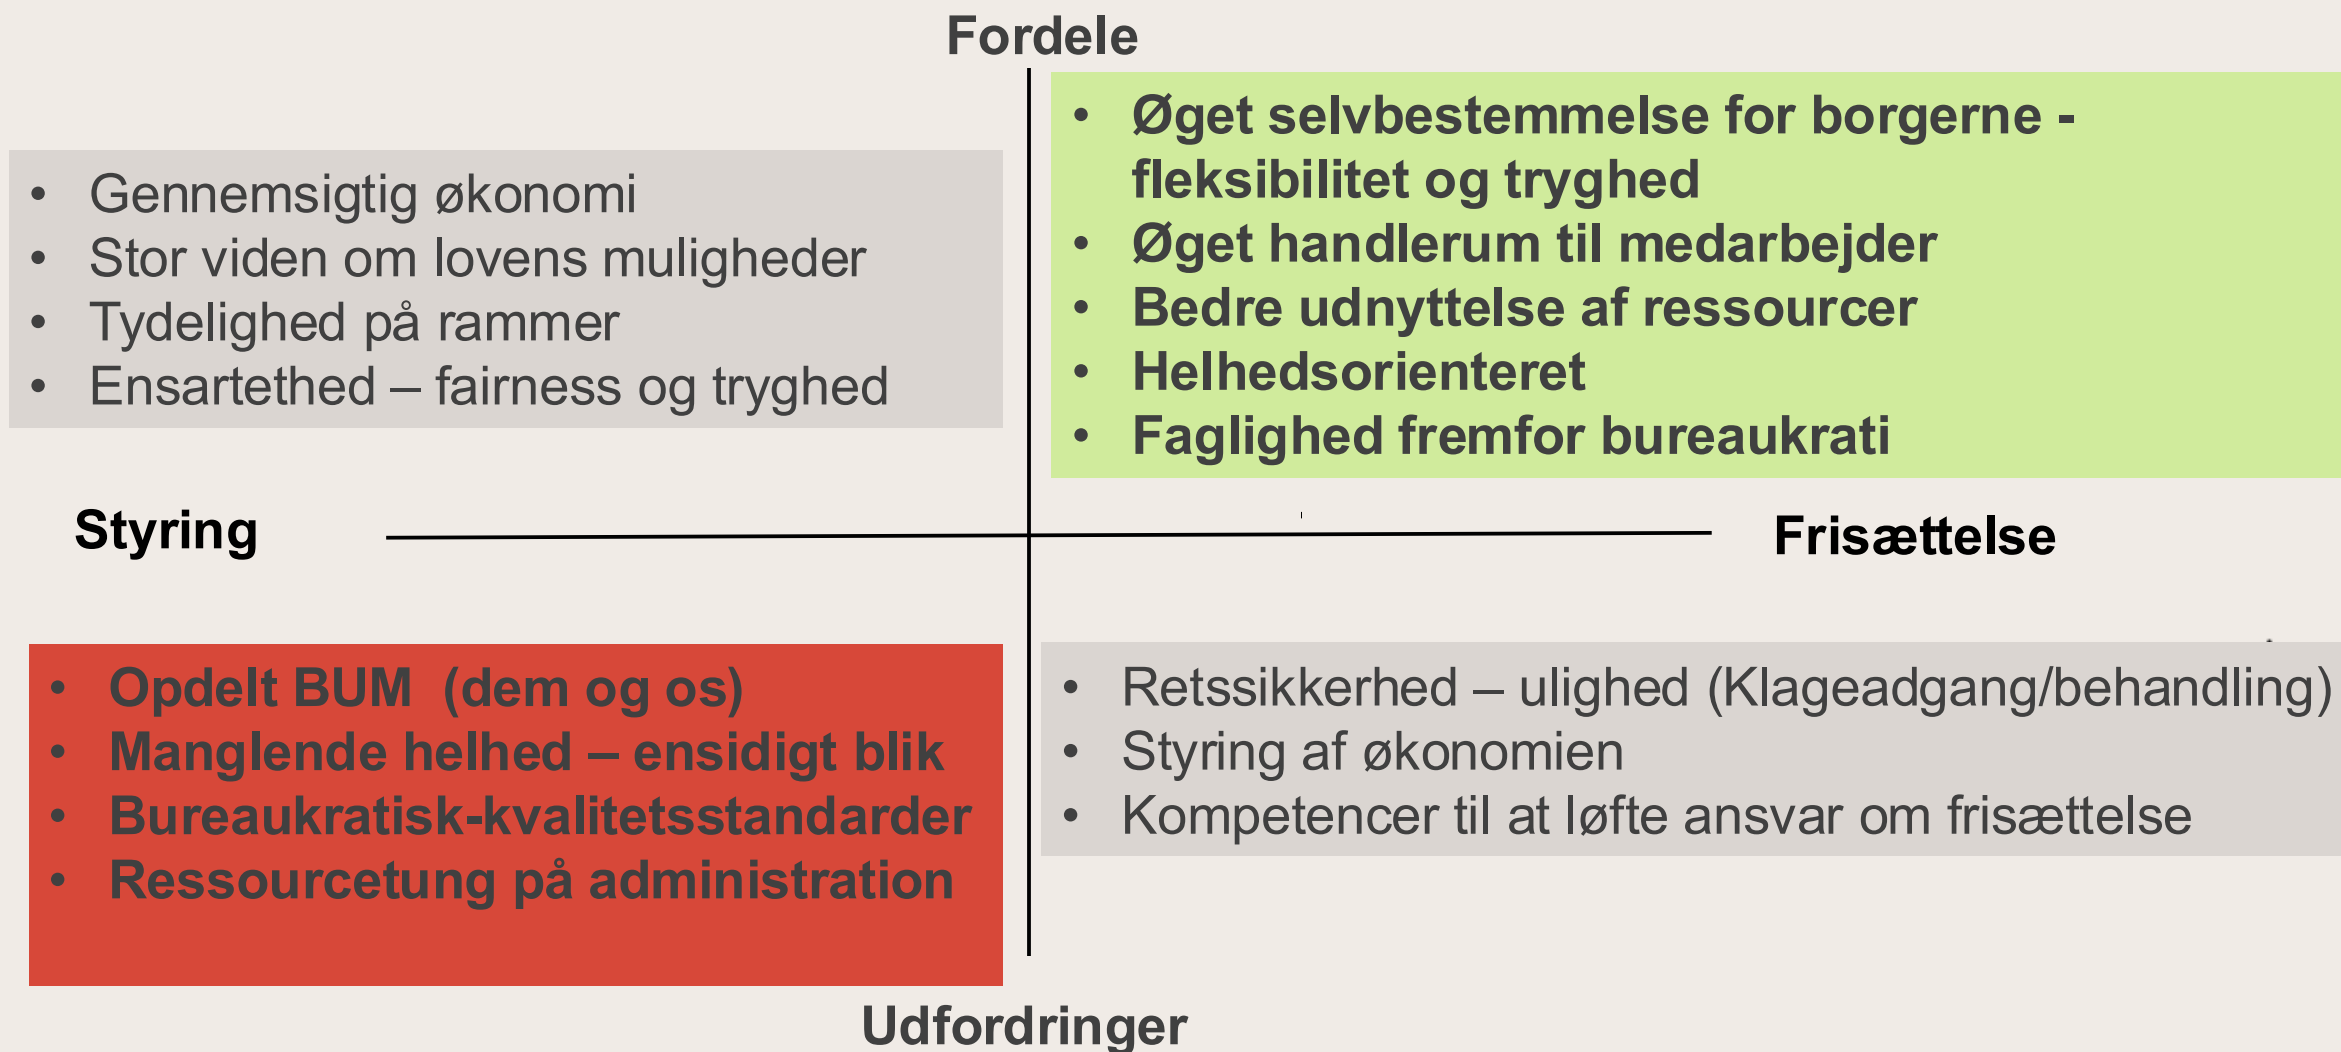 Fordele
• Gennemsigtig økonomi
• Stor viden om lovens muligheder
• Tydelighed på rammer
• Ensartethed – fairness og tryghed
• Øget selvbestemmelse for borgerne -
fleksibilitet og tryghed
• Øget handlerum til medarbejder
• Bedre udnyttelse af ressourcer
• Helhedsorienteret
• Faglighed fremfor bureaukrati
Styring
Frisættelse
• Opdelt BUM (dem og os)
• Manglende helhed – ensidigt blik
• Bureaukratisk-kvalitetsstandarder
• Ressourcetung på administration
• Retssikkerhed – ulighed (Klageadgang/behandling)
• Styring af økonomien
• Kompetencer til at løfte ansvar om frisættelse
Udfordringer